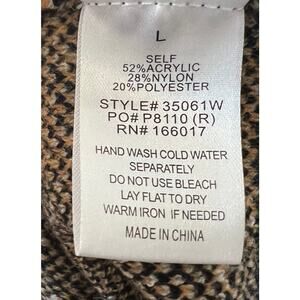 L
SELF
52%ACRYLIC
28%NYLON
20%POLYESTER
STYLE# 35061W
PO# P8110 (R)
RN# 166017
HAND WASH COLD WATER
SEPARATELY
DO NOT USE BLEACH
LAY FLAT TO DRY
WARM IRON IF NEEDED
MADE IN CHINA